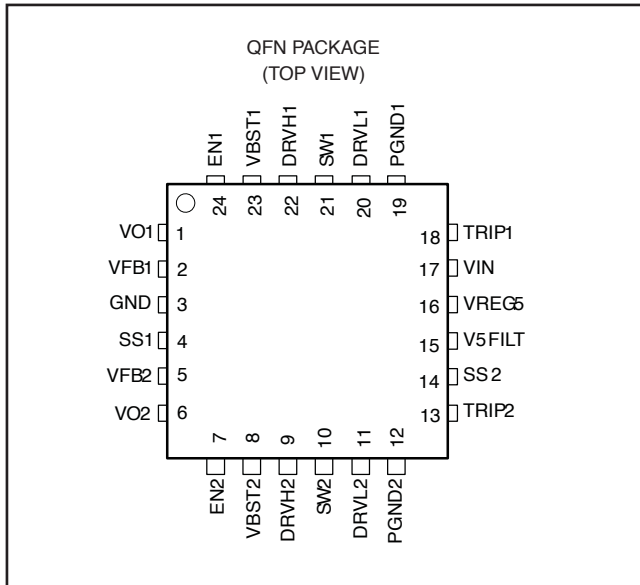 QFN PACKAGE
(TOP VIEW)
EN1
VBST1
DRVH1
SW1
DRVL1
PGND1
24
23
22
21
20
19
VO1 1
VFB1 2
GND 3
SS1 4
VFB2 5
VO2 6
18 TRIP1
17 VIN
16 VREG5
15 V5FILT
14 SS2
13 TRIP2
7
8
9
10
11
12
EN2
VBST2
DRVH2
SW2
DRVL2
PGND2